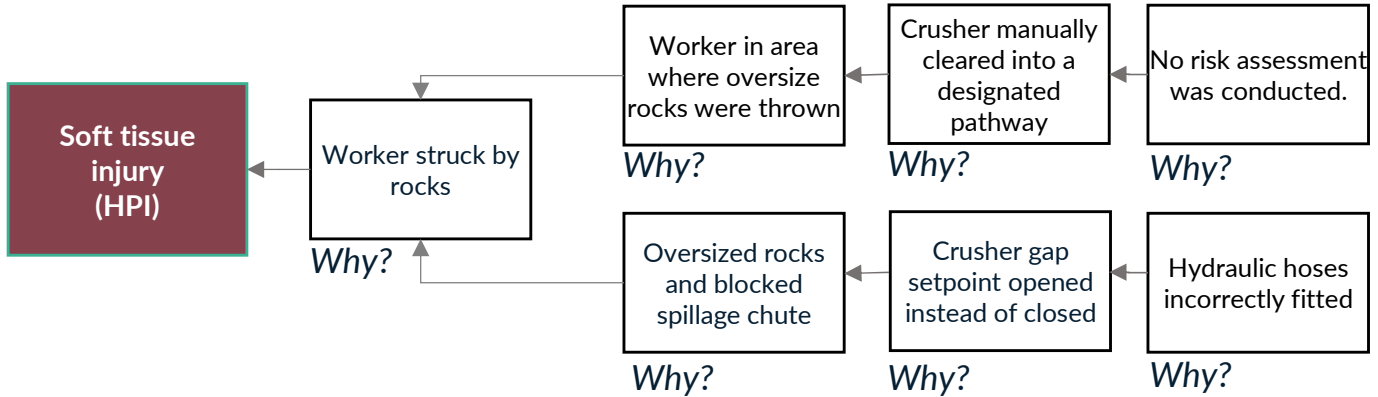 Soft tissue
injury
(HPI)
Worker struck by
rocks
Why?
Worker in area
where oversize
rocks were thrown
Why?
Crusher manually
cleared into a
designated
pathway
Why?
No risk assessment
was conducted.
Why?
Oversized rocks
and blocked
spillage chute
Why?
Crusher gap
setpoint opened
instead of closed
Why?
Hydraulic hoses
incorrectly fitted
Why?